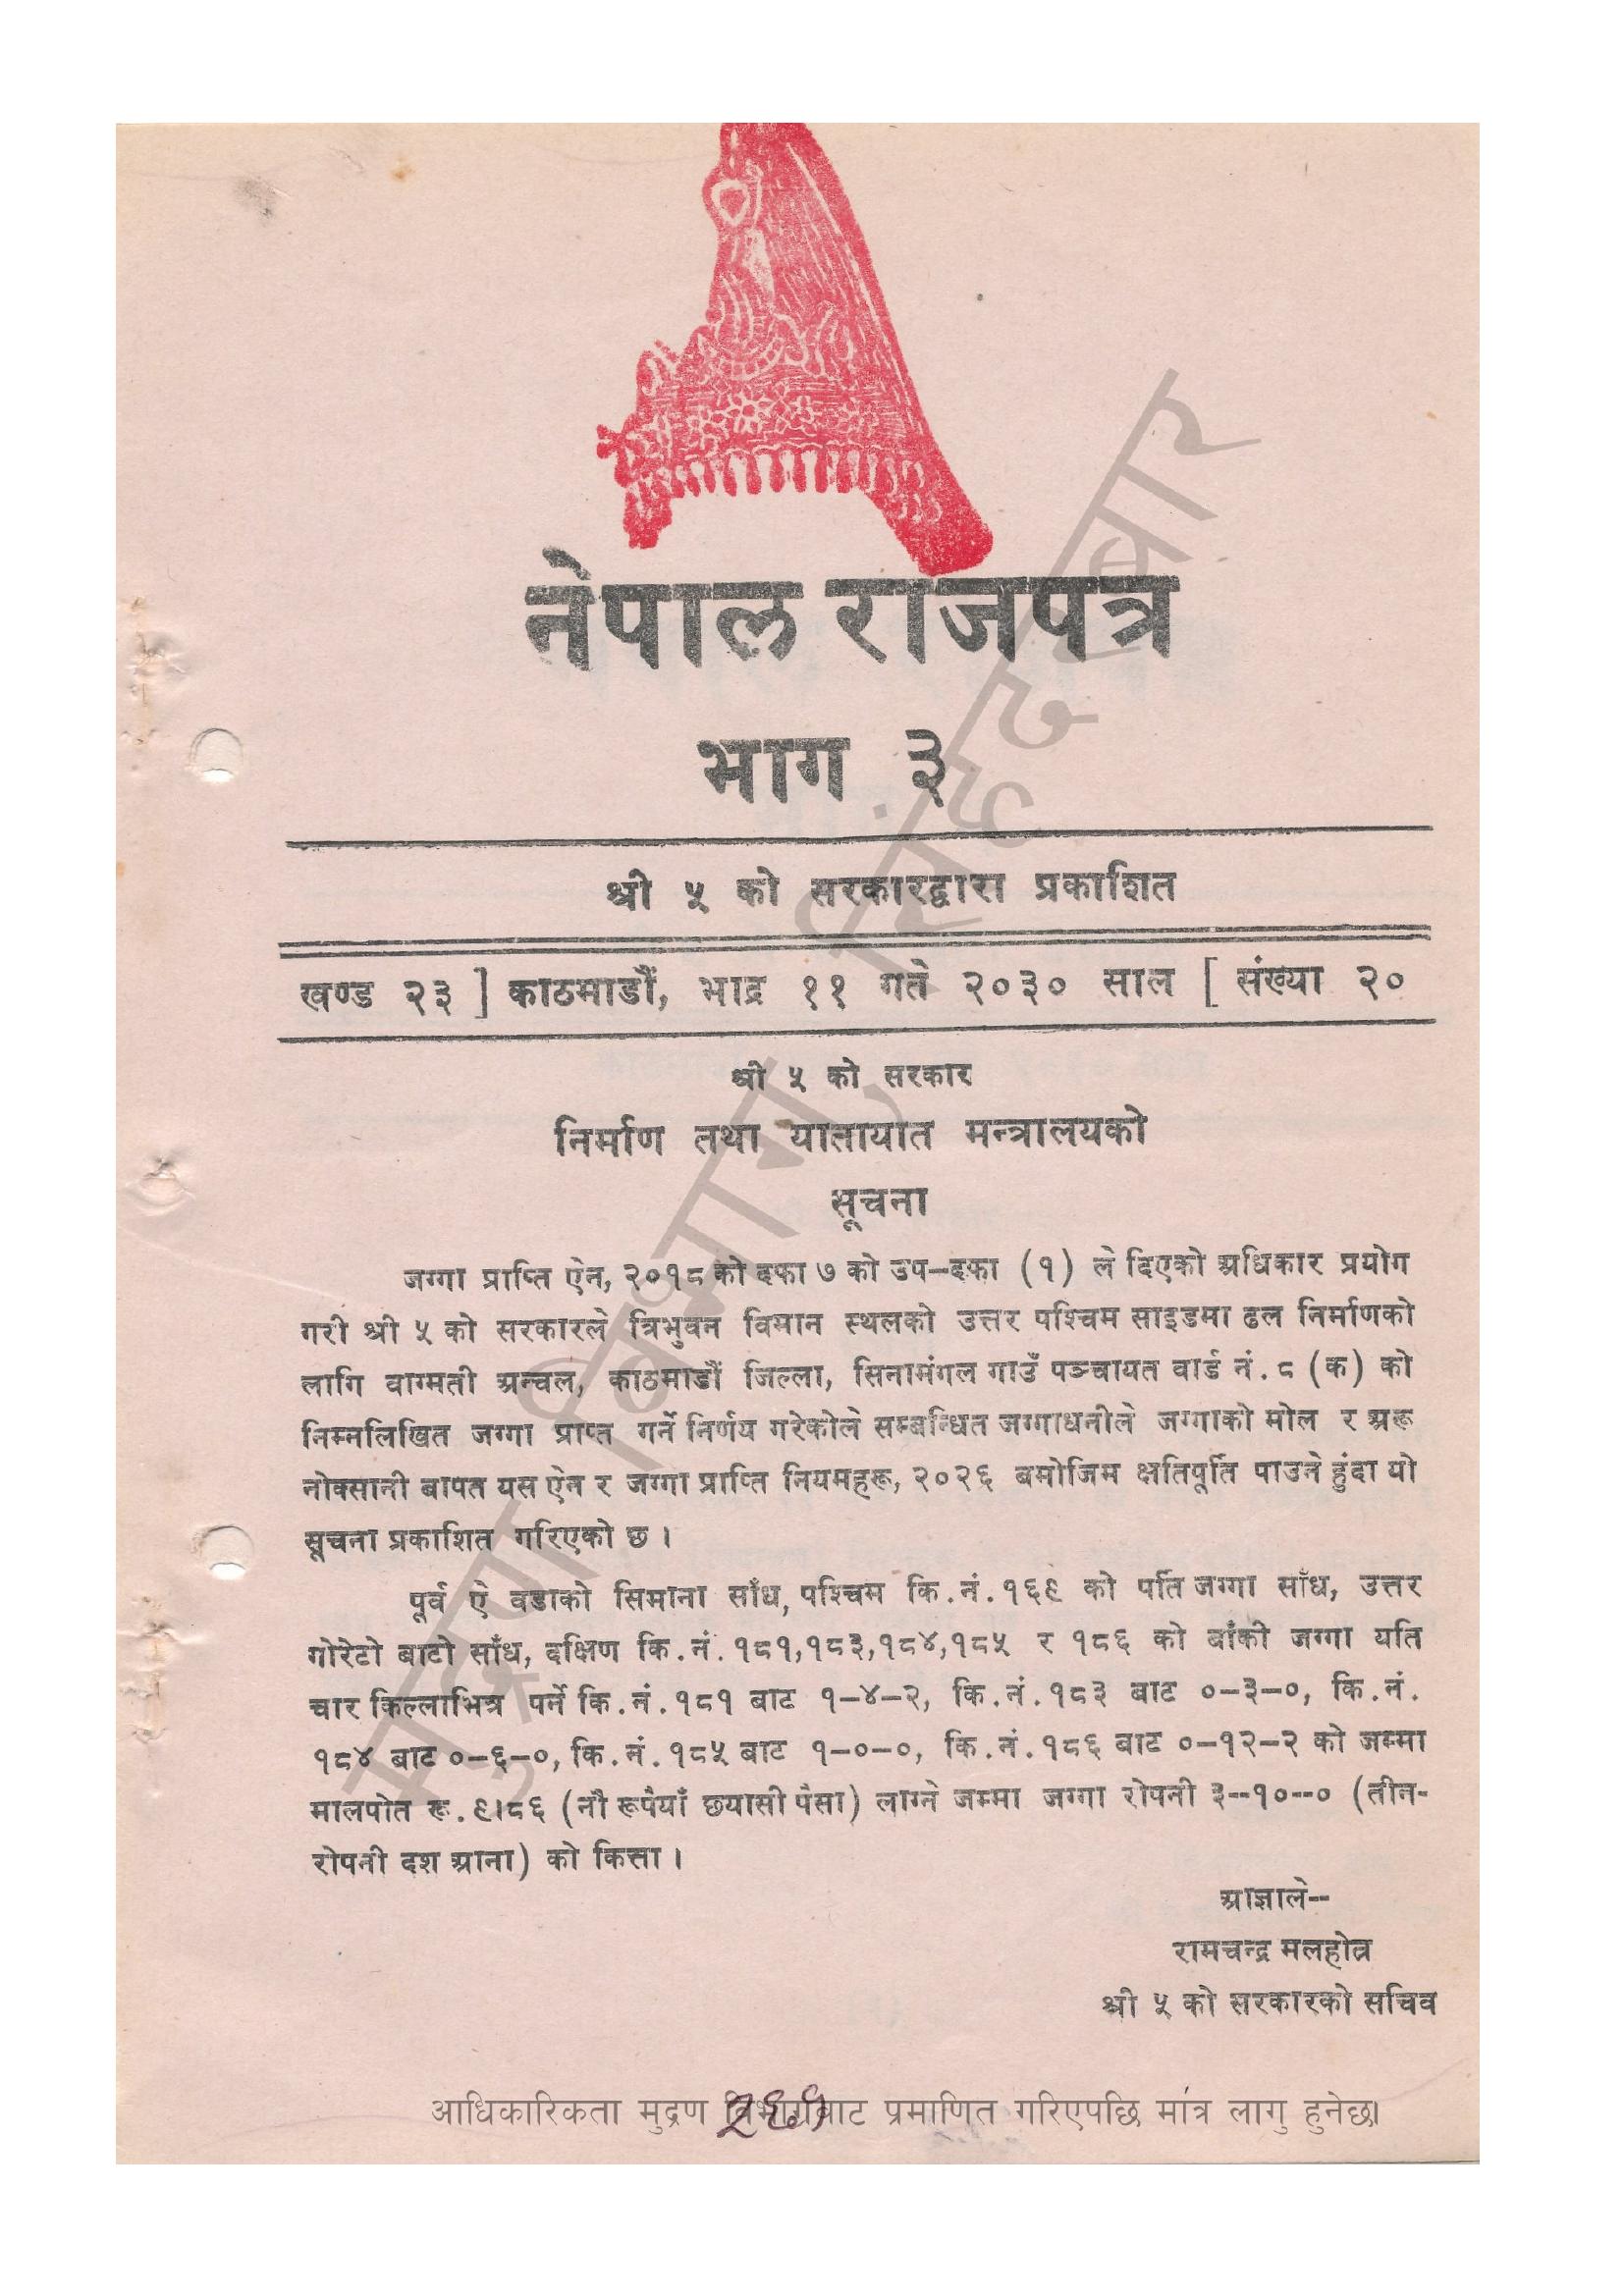 नेपाल राजपत्र
भाग ३
श्री ५ को सरकारद्वारा प्रकाशित
खण्ड २३ ] काठमाडौं, भाद्र ११ गते २०३० साल [ संख्या २०
श्री ५ को सरकार
निर्माण तथा यातायात मन्त्रालयको
सूचना
जग्गा प्राप्ति ऐन, २०१८ को दफा ७ को उप–दफा (१) ले दिएको अधिकार प्रयोग
गरी श्री ५ को सरकारले त्रिभुवन विमान स्थलको उत्तर पश्चिम साइडमा ढल निर्माणको
लागि वाग्मती अन्चल, काठमाडौं जिल्ला, सिनामंगल गाउँ पञ्चायत वार्ड नं. ८ (क) को
निम्नलिखित जग्गा प्राप्त गर्ने निर्णय गरेकोले सम्बन्धित जग्गाधनीले जग्गाको मोल र अरू
नोक्सानी बापत यस ऐन र जग्गा प्राप्ति नियमहरू, २०२६ बमोजिम क्षतिपूर्ति पाउने हुंदा यो
सूचना प्रकाशित गरिएको छ ।
पूर्व ऐ वडाको सिमाना साँध, पश्चिम कि.नं.१६९ को पर्ति जग्गा साँध, उत्तर
गोरेटो बाटो साँध, दक्षिण कि.नं. १८१,१८३,१८४,१८५ र १८६ को बाँकी जग्गा यति
चार किल्लाभित्र पर्ने कि.नं.१८१ बाट १–४–२, कि.नं.१८३ बाट ०–३–०, कि.नं.
१८४ बाट ०–६–०, कि.नं.१८५ बाट १–०–०, कि.नं.१८६ बाट ०–१२–२ को जम्मा
मालपोत रू.९।८६ (नौ रूपैयाँ छयासी पैसा) लाग्ने जम्मा जग्गा रोपनी ३--१०--० (तीन-
रोपनी दश आना) को कित्ता ।
आज्ञाले--
रामचन्द्र मलहोत्र
श्री ५ को सरकारको सचिव
मुद्रण विभाग, सिंहदरबार
आधिकारिकता मुद्रण विभागबाट प्रमाणित गरिएपछि मात्र लागु हुनेछ।